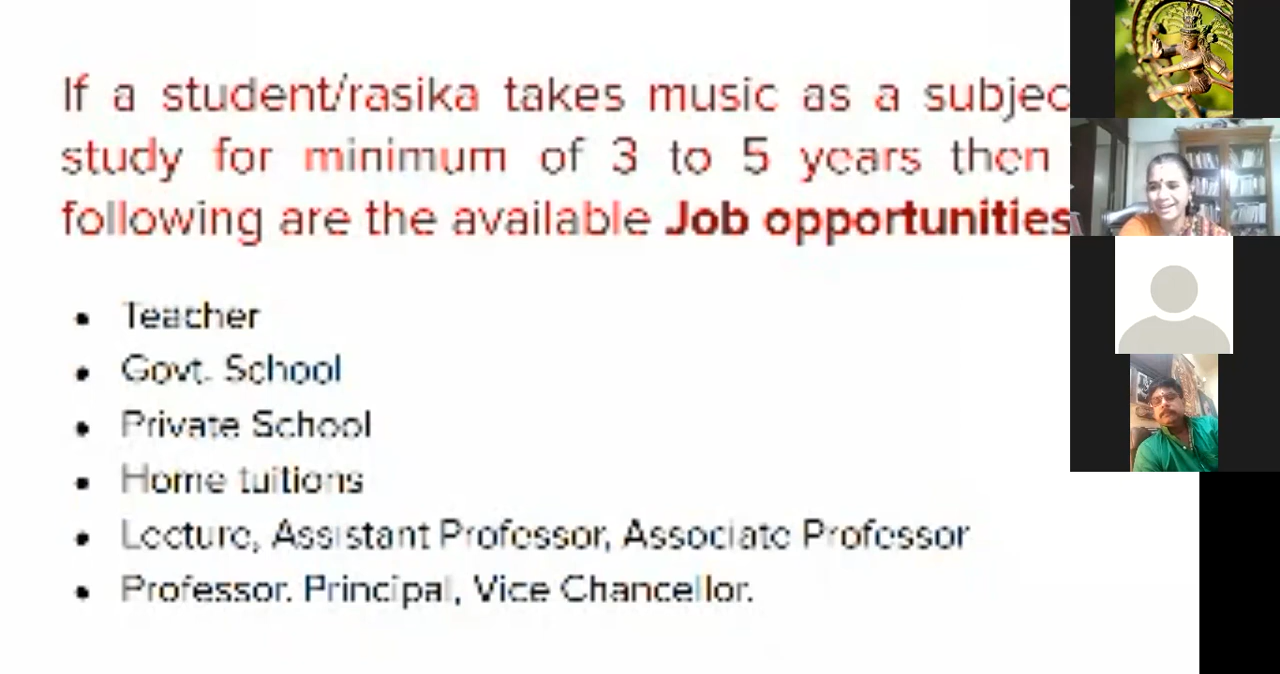 If a student/rasika takes music as a subjec
study for minimum of 3 to 5 years then
following are the available Job opportunities
• Teacher
• Govt. School
• Private School
• Home tuitions
• Lecture, Assistant Professor, Associate Professor
• Professor. Principal, Vice Chancellor.